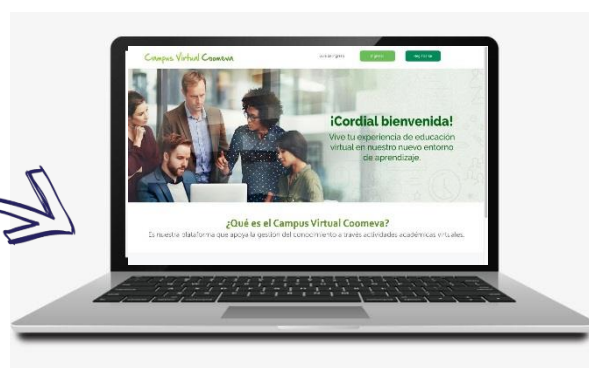 Campus Virtual Coomeva
¡Cordial bienvenida!
Vive tu experiencia de educación
virtual en nuestro nuevo entorno
de aprendizaje.
¿Qué es el Campus Virtual Coomeva?
Es nuestra plataforma que apoya la gestión del conocimiento a través actividades académicas virtuales.